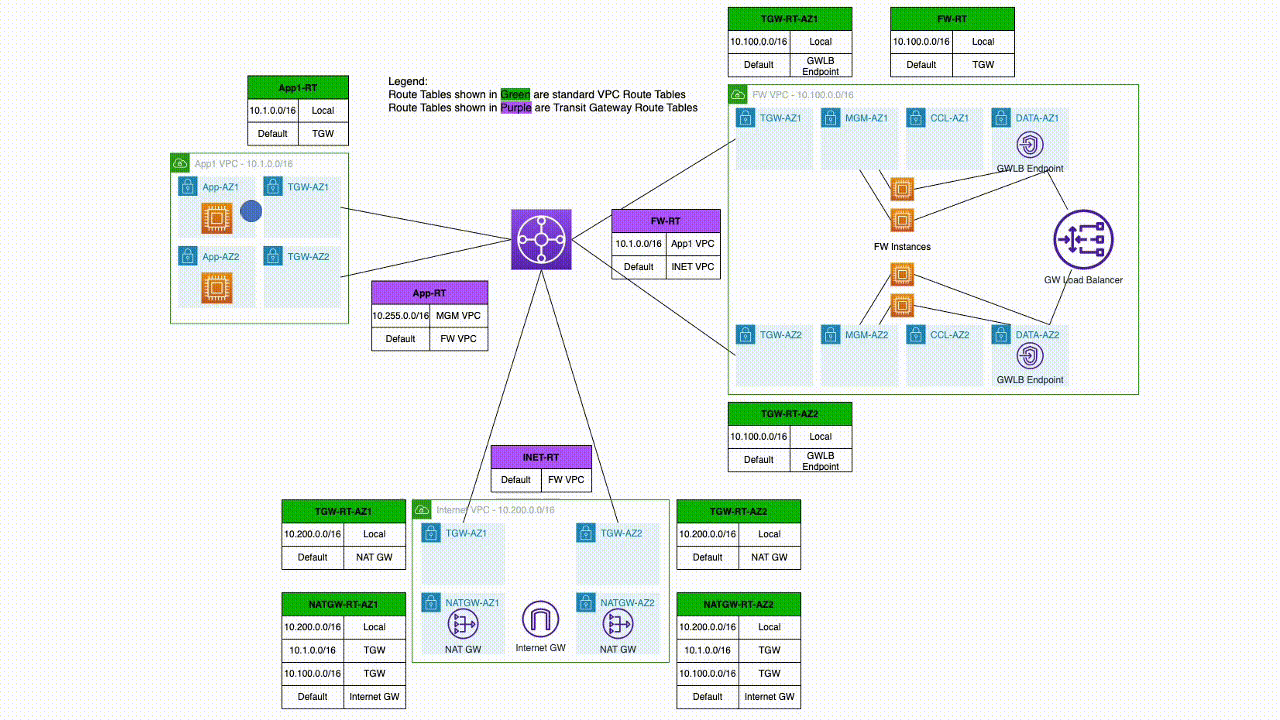 TGW-RT-AZ1
10.100.0.0/16 Local
Default GWLB
Endpoint
FW-RT
10.100.0.0/16 Local
Default TGW
App1-RT
10.1.0.0/16 Local
Default TGW
Legend:
Route Tables shown in Green are standard VPC Route Tables
Route Tables shown in Purple are Transit Gateway Route Tables
App1 VPC - 10.1.0.0/16
App-AZ1
TGW-AZ1
App-AZ2
TGW-AZ2
App-RT
10.255.0.0/16 MGM VPC
Default FW VPC
FW-RT
10.1.0.0/16 App1 VPC
Default INET VPC
FW VPC - 10.100.0.0/16
TGW-AZ1
MGM-AZ1
CCL-AZ1
DATA-AZ1
GWLB Endpoint
FW Instances
GW Load Balancer
TGW-AZ2
MGM-AZ2
CCL-AZ2
DATA-AZ2
GWLB Endpoint
TGW-RT-AZ2
10.100.0.0/16 Local
Default GWLB
Endpoint
INET-RT
Default FW VPC
TGW-RT-AZ1
10.200.0.0/16 Local
Default NAT GW
NATGW-RT-AZ1
10.200.0.0/16 Local
10.1.0.0/16 TGW
10.100.0.0/16 TGW
Default Internet GW
Internet VPC - 10.200.0.0/16
TGW-AZ1
TGW-AZ2
NATGW-AZ1
NAT GW
Internet GW
NATGW-AZ2
NAT GW
TGW-RT-AZ2
10.200.0.0/16 Local
Default NAT GW
NATGW-RT-AZ2
10.200.0.0/16 Local
10.1.0.0/16 TGW
10.100.0.0/16 TGW
Default Internet GW